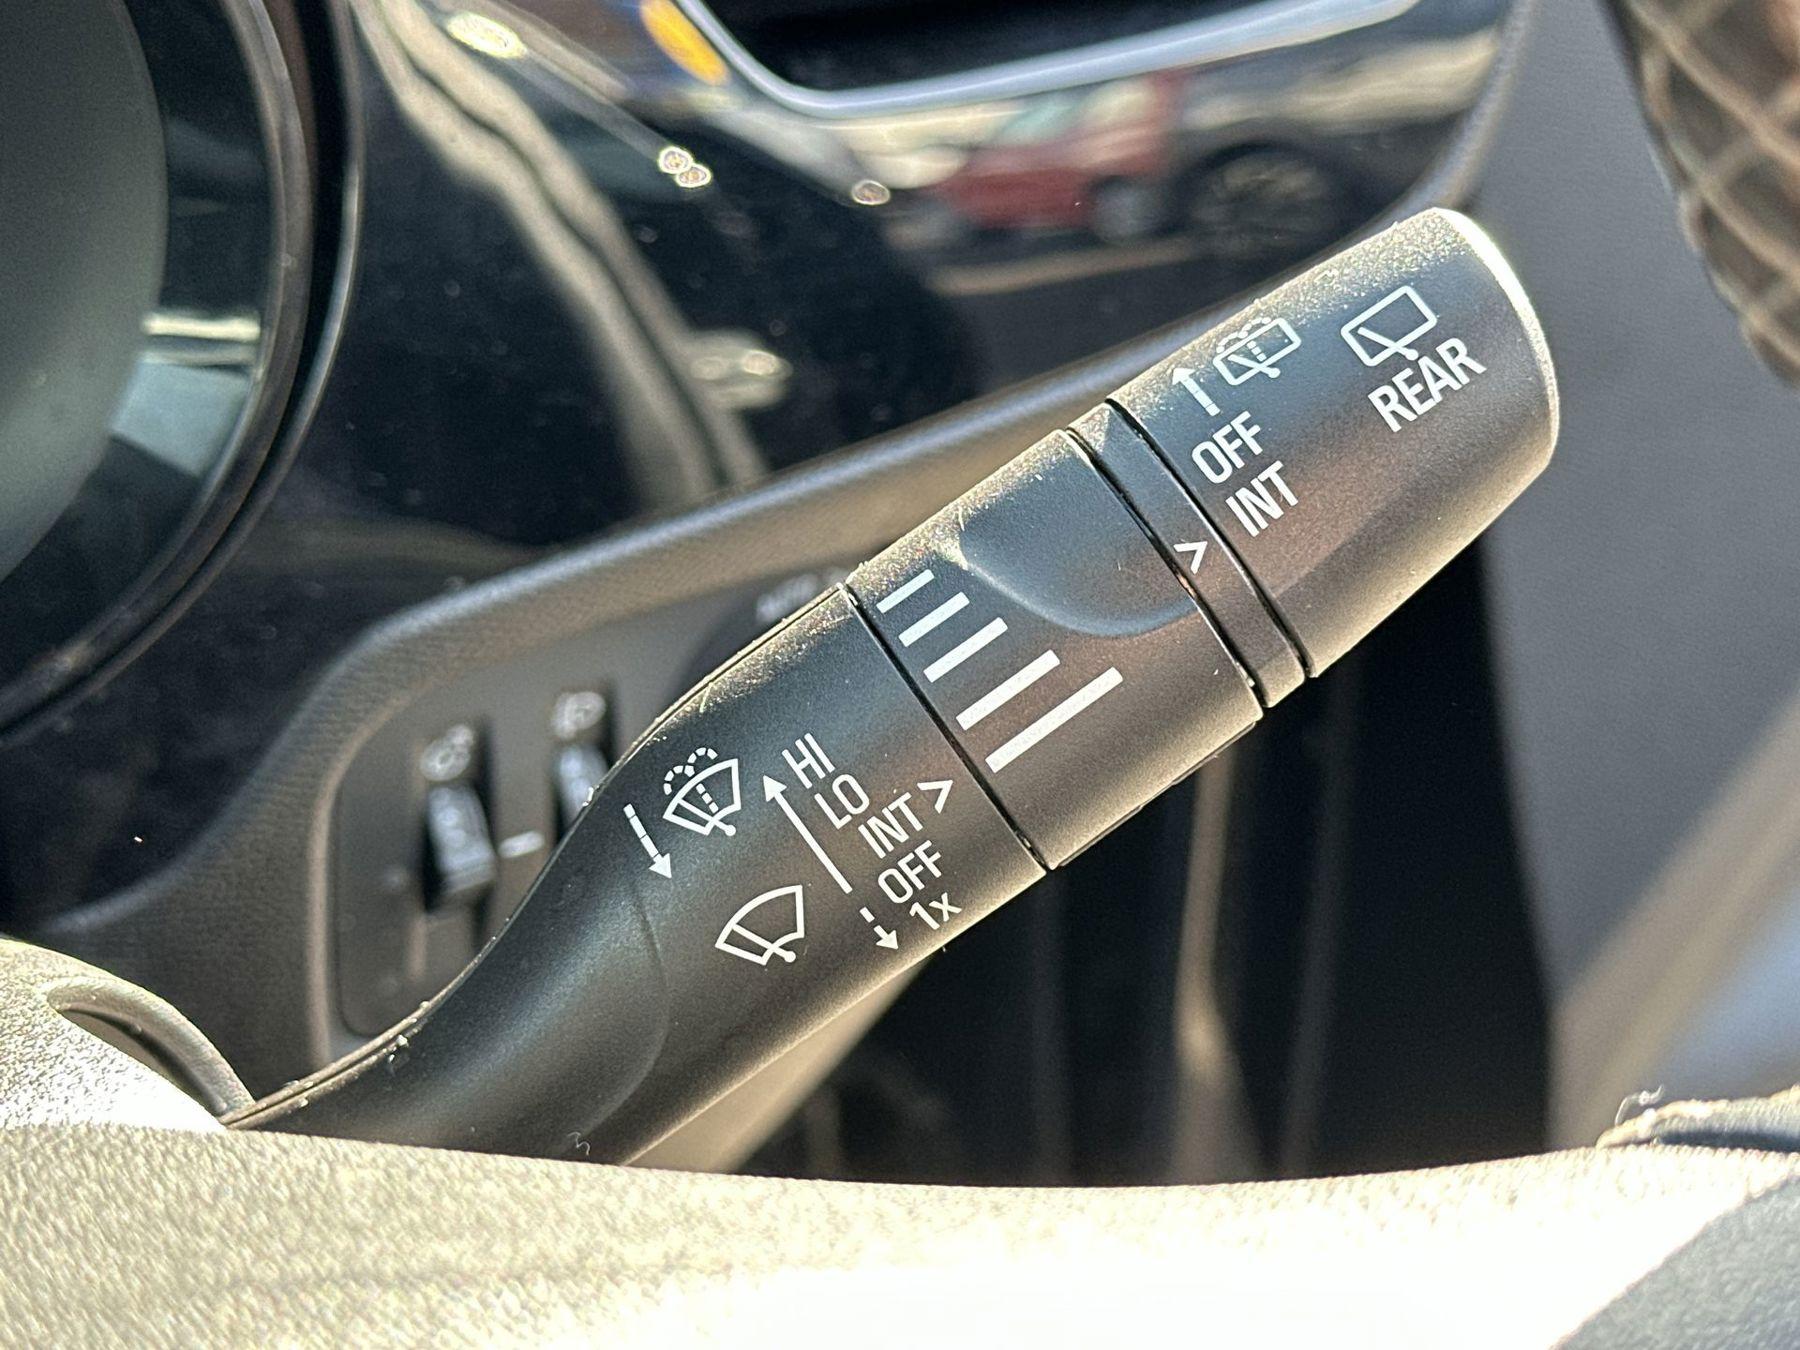 HI
LO
INT >
OFF
1x
OFF
INT
>
REAR